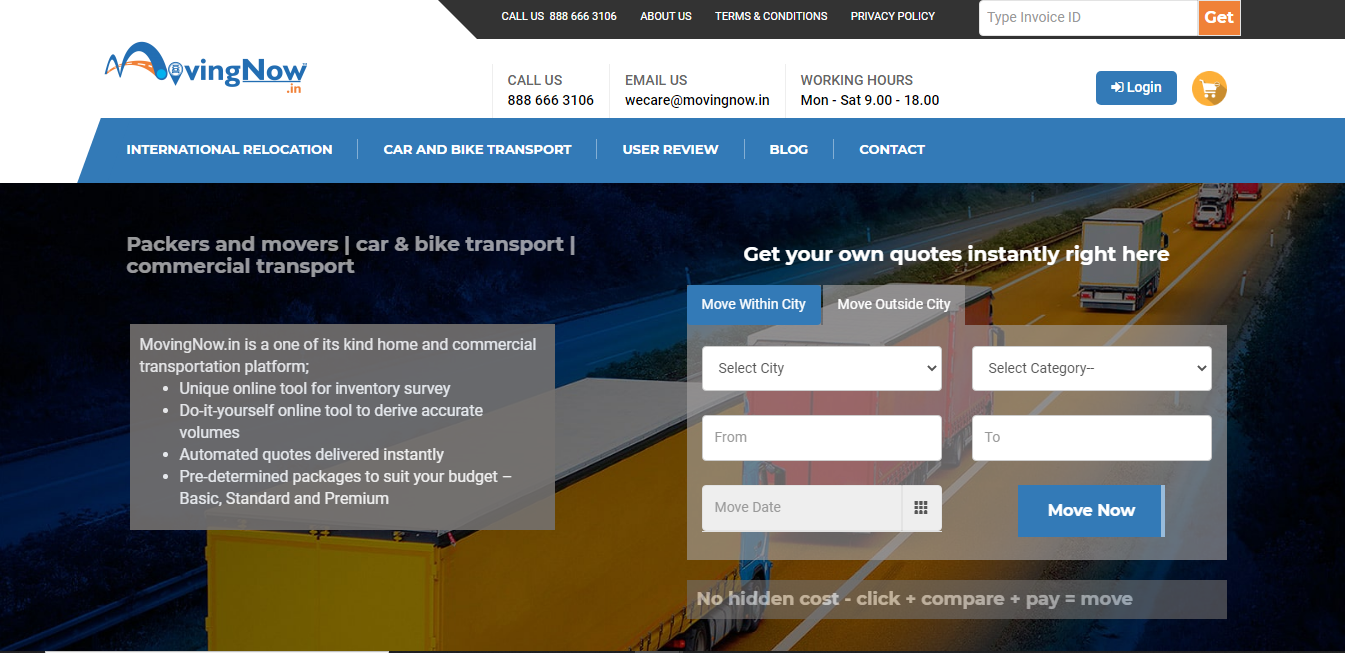 CALL US 888 666 3106 ABOUT US TERMS & CONDITIONS PRIVACY POLICY Type Invoice ID Get
MovingNow
.in
CALL US EMAIL US WORKING HOURS
888 666 3106 wecare@movingnow.in Mon - Sat 9.00 - 18.00 Login
INTERNATIONAL RELOCATION CAR AND BIKE TRANSPORT USER REVIEW BLOG CONTACT
Packers and movers | car & bike transport |
commercial transport
MovingNow.in is a one of its kind home and commercial
transportation platform;
• Unique online tool for inventory survey
• Do-it-yourself online tool to derive accurate
volumes
• Automated quotes delivered instantly
• Pre-determined packages to suit your budget –
Basic, Standard and Premium
Get your own quotes instantly right here
Move Within City Move Outside City
Select City Select Category--
From To
Move Date Move Now
No hidden cost - click + compare + pay = move